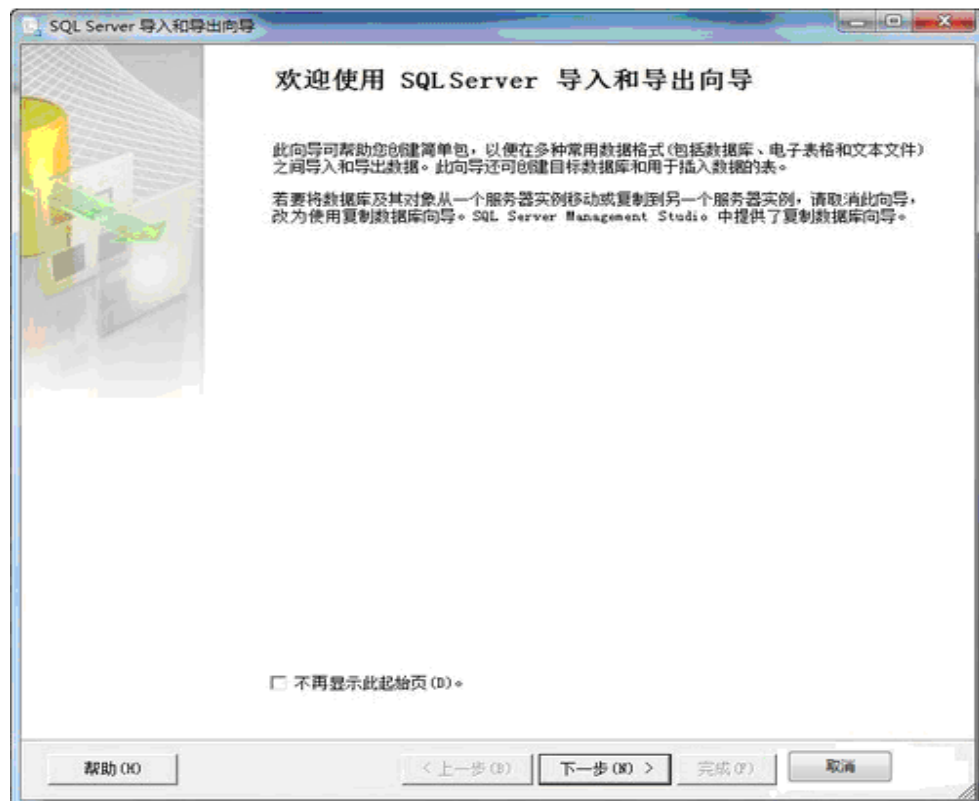 SQL Server 导入和导出向导
欢迎使用 SQLServer 导入和导出向导
此向导可帮助您创建简单包，以便在多种常用数据格式(包括数据库、电子表格和文本文件)
之间导入和导出数据。此向导还可创建目标数据库和用于插入数据的表。
若要将数据库及其对象从一个服务器实例移动或复制到另一个服务器实例，请取消此向导，
改为使用复制数据库向导。SQL Server Management Studio 中提供了复制数据库向导。
不再显示此起始页(D)。
帮助(H)
< 上一步(B)
下一步(N) >
完成(F)
取消